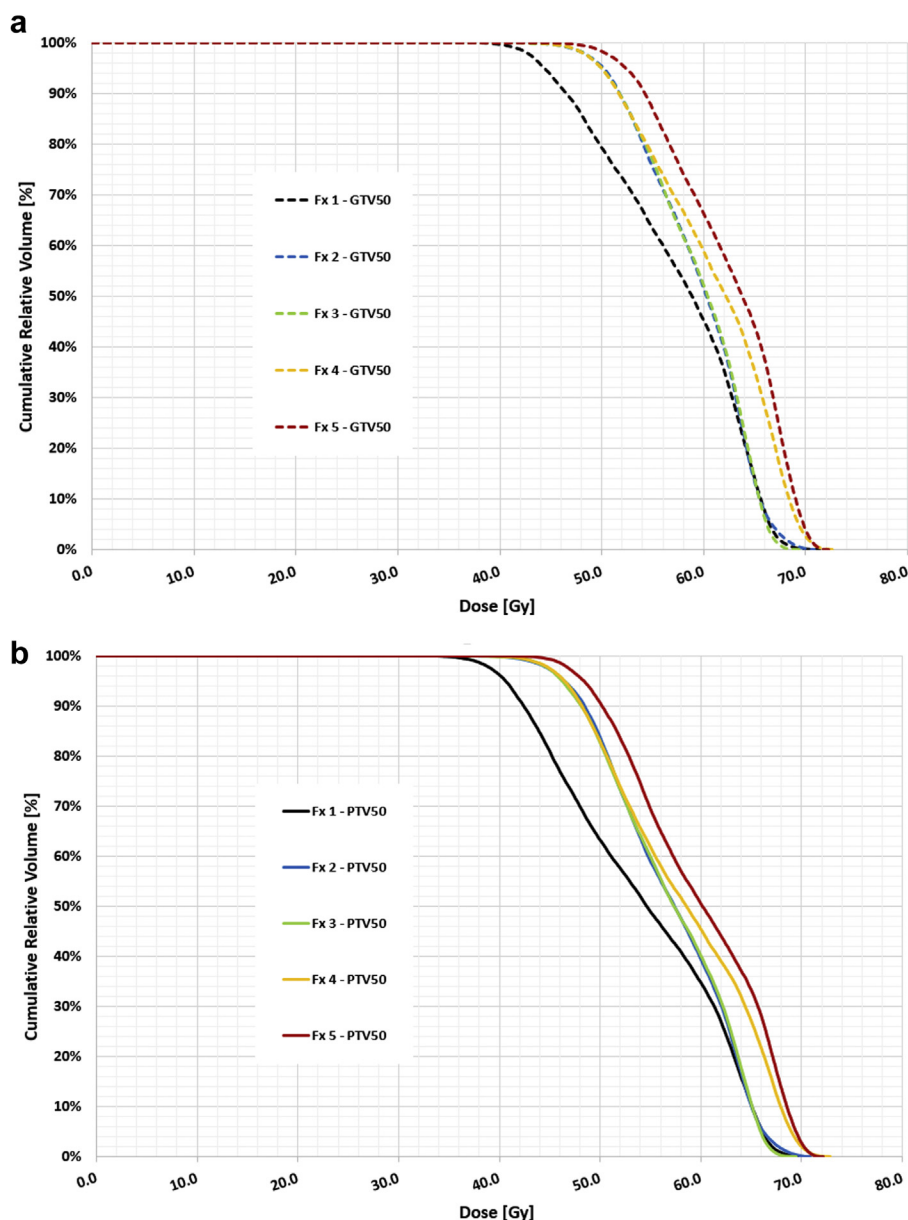 a
100%
90%
80%
70%
60%
50%
40%
30%
20%
10%
0%
Cumulative Relative Volume [%]
Fx 1 - GTV50
Fx 2 - GTV50
Fx 3 - GTV50
Fx 4 - GTV50
Fx 5 - GTV50
0.0 10.0 20.0 30.0 40.0 50.0 60.0 70.0 80.0
Dose [Gy]
b
100%
90%
80%
70%
60%
50%
40%
30%
20%
10%
0%
Cumulative Relative Volume [%]
Fx 1 - PTV50
Fx 2 - PTV50
Fx 3 - PTV50
Fx 4 - PTV50
Fx 5 - PTV50
0.0 10.0 20.0 30.0 40.0 50.0 60.0 70.0 80.0
Dose [Gy]